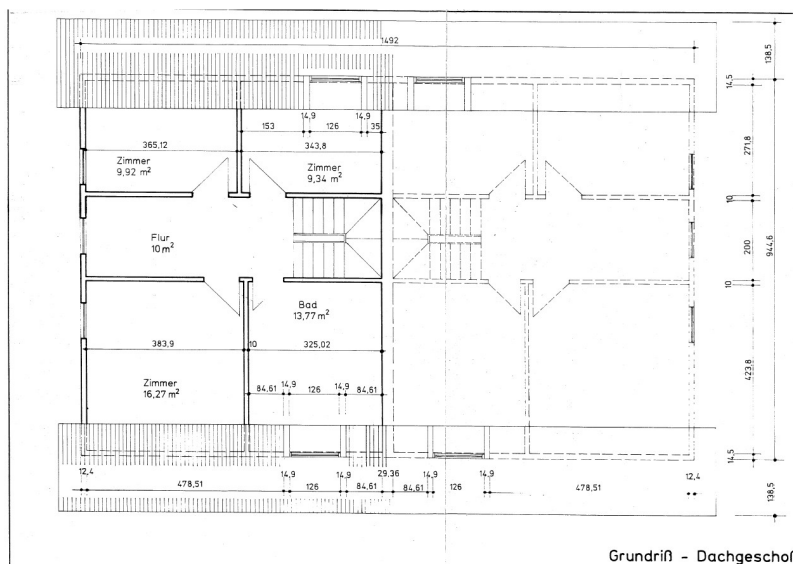 1492
138,5
14,5
14,9 14,9
153 126 35
365,12 343,8
271,8
Zimmer
9,92 m²
Zimmer
9,34 m²
10
Flur
10 m²
200
944,6
10
Bad
13,77 m²
383,9 10 325,02
423,8
Zimmer
16,27 m²
14,9 14,9
84,61 126 84,61
14,5
12,4 14,9 14,9 29,36 14,9 14,9 12,4
478,51 126 84,61 84,61 126 478,51
138,5
Grundriß - Dachgeschoß